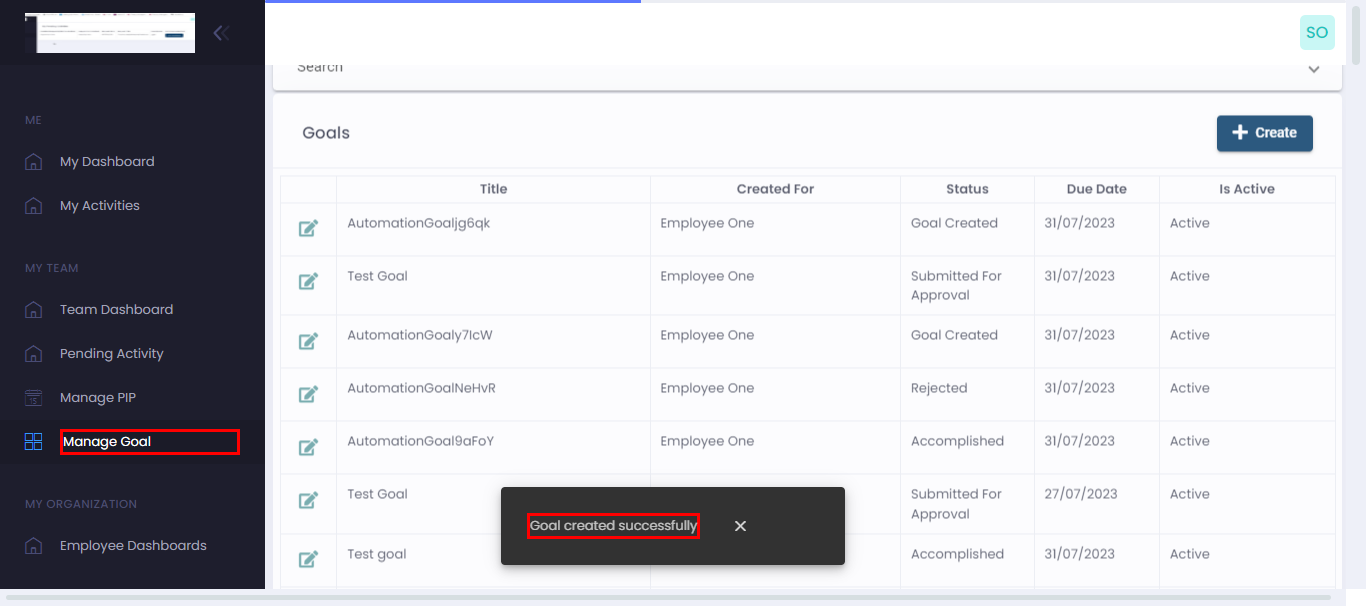 SO
Search
ME
My Dashboard
My Activities
MY TEAM
Team Dashboard
Pending Activity
Manage PIP
Manage Goal
MY ORGANIZATION
Employee Dashboards
Goals
Create
Title Created For Status Due Date Is Active
AutomationGoaljg6qk Employee One Goal Created 31/07/2023 Active
Test Goal Employee One Submitted For Approval 31/07/2023 Active
AutomationGoaly7IcW Employee One Goal Created 31/07/2023 Active
AutomationGoalNeHvR Employee One Rejected 31/07/2023 Active
AutomationGoal9aFoY Employee One Accomplished 31/07/2023 Active
Test Goal Submitted For Approval 27/07/2023 Active
Test goal Accomplished 31/07/2023 Active
Goal created successfully